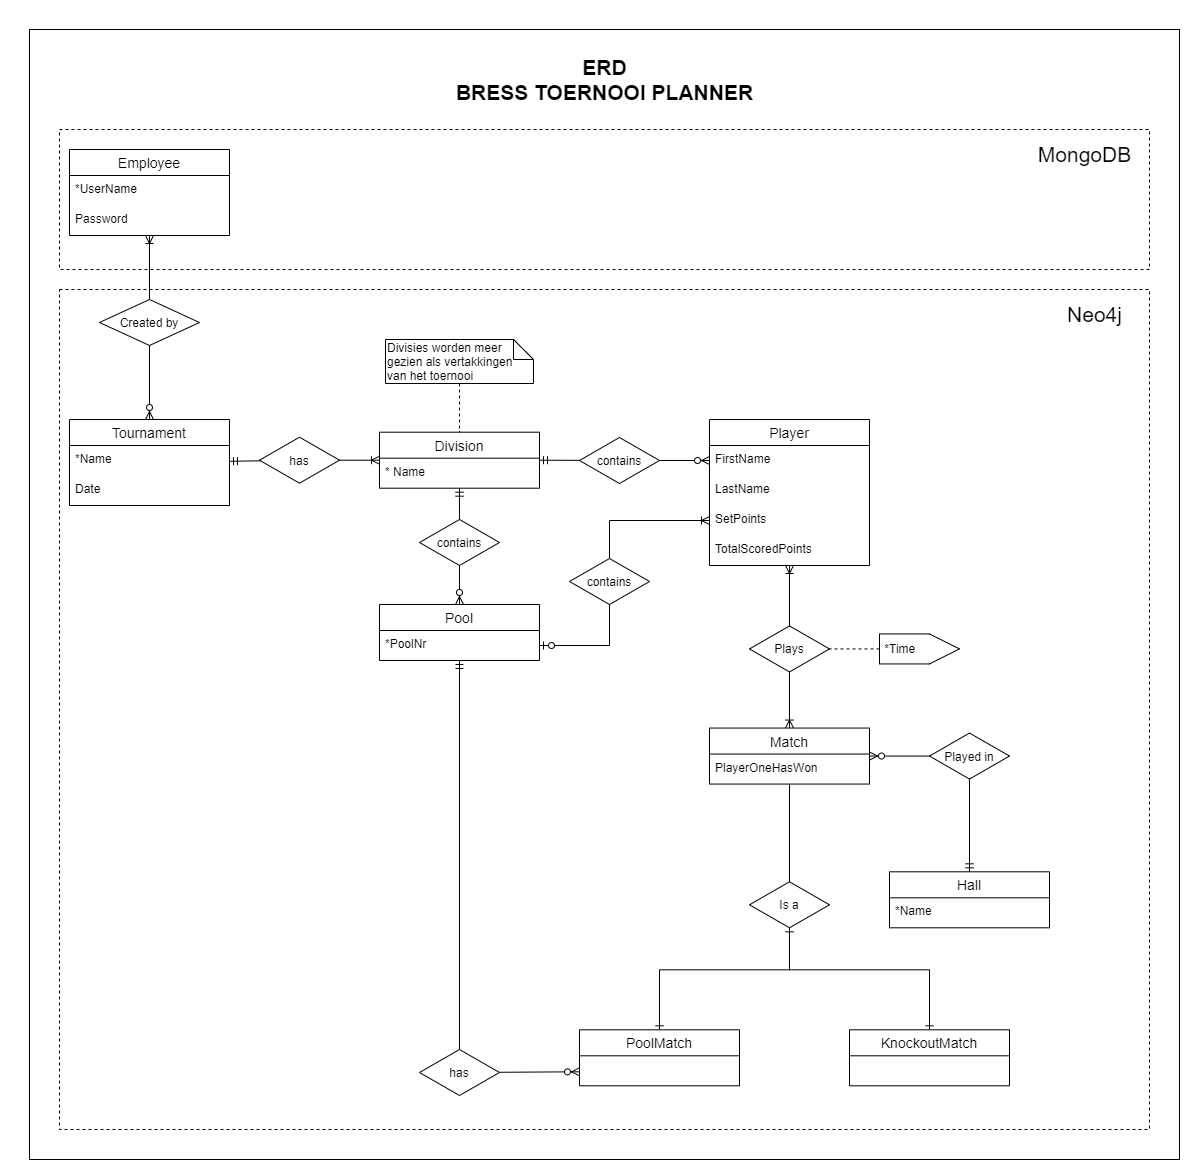 ERD
BRESS TOERNOOI PLANNER
MongoDB
Employee
*UserName
Password
Neo4j
Created by
Divisies worden meer
gezien als vertakkingen
van het toernooi
Tournament
*Name
Date
has
Division
* Name
contains
Player
FirstName
LastName
SetPoints
TotalScoredPoints
contains
contains
Pool
*PoolNr
Plays
*Time
Match
PlayerOneHasWon
Played in
Hall
*Name
Is a
PoolMatch
KnockoutMatch
has